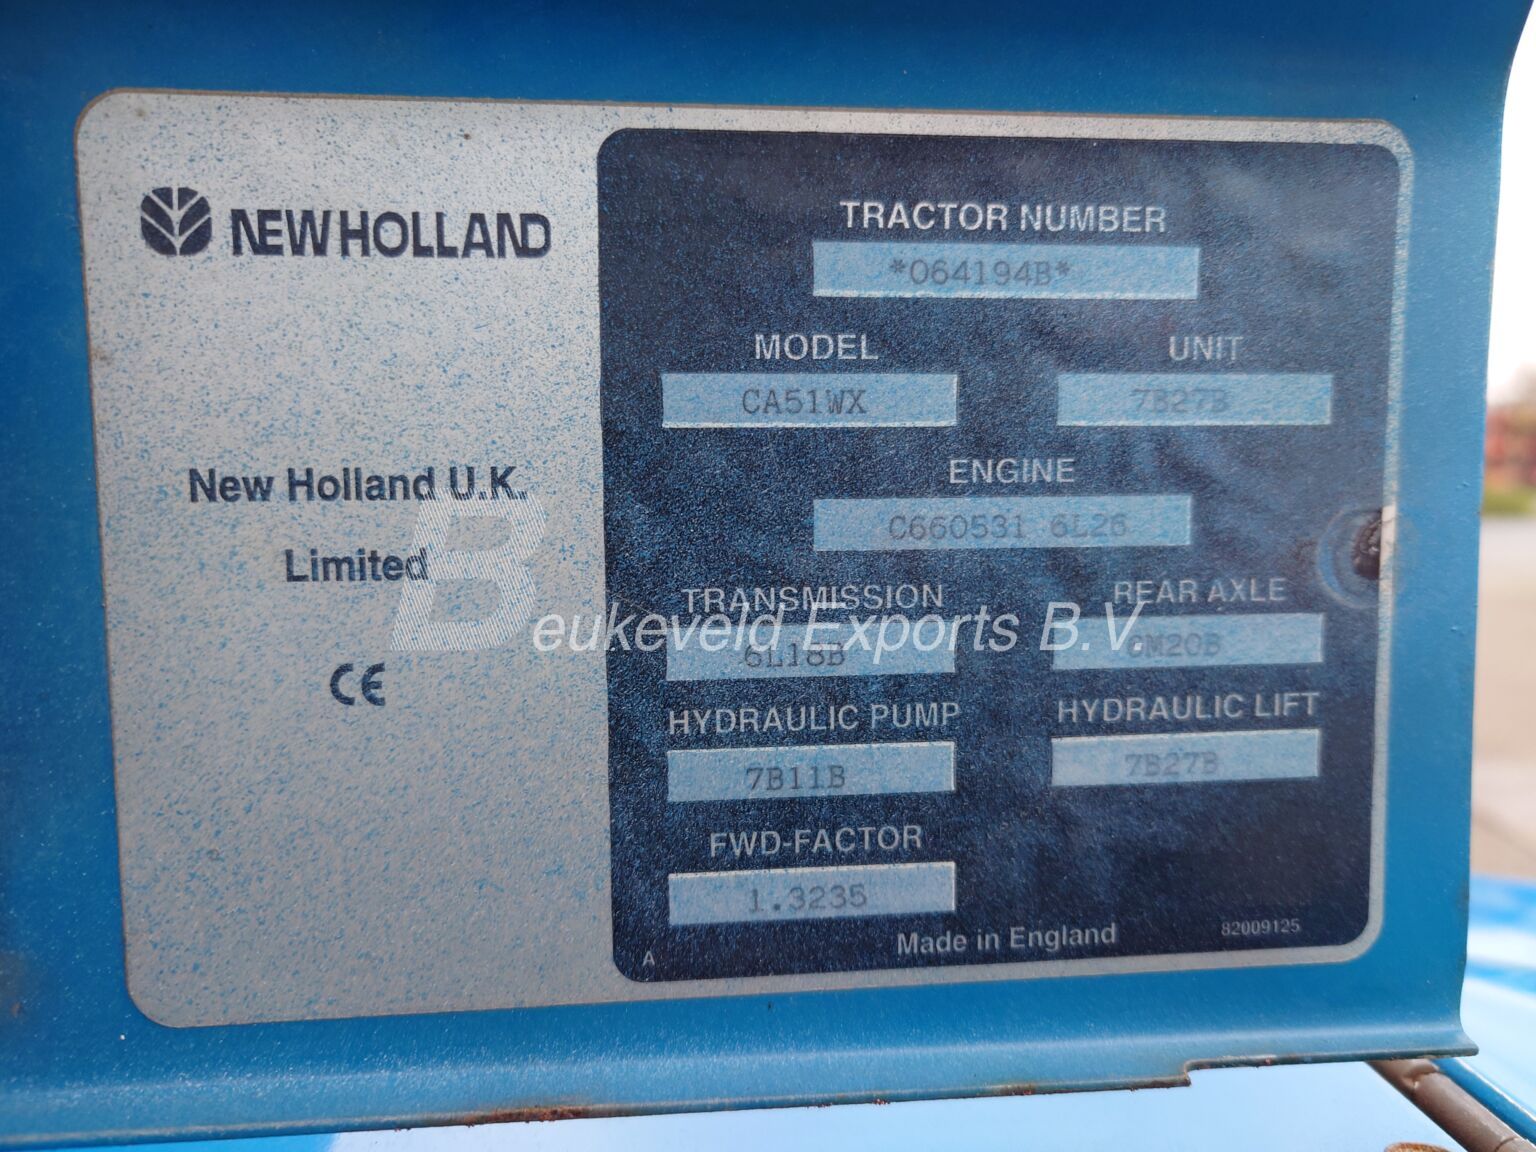 NEW HOLLAND
New Holland U.K.
Limited
CE
TRACTOR NUMBER
*064194B*
MODEL
CA51WX
UNIT
7B27B
ENGINE
C660531 6L26
TRANSMISSION
6L18B
REAR AXLE
HYDRAULIC PUMP
7B11B
HYDRAULIC LIFT
7B27B
FWD-FACTOR
1.3235
A
Made in England
82009125
Beukeveld Exports B.V.